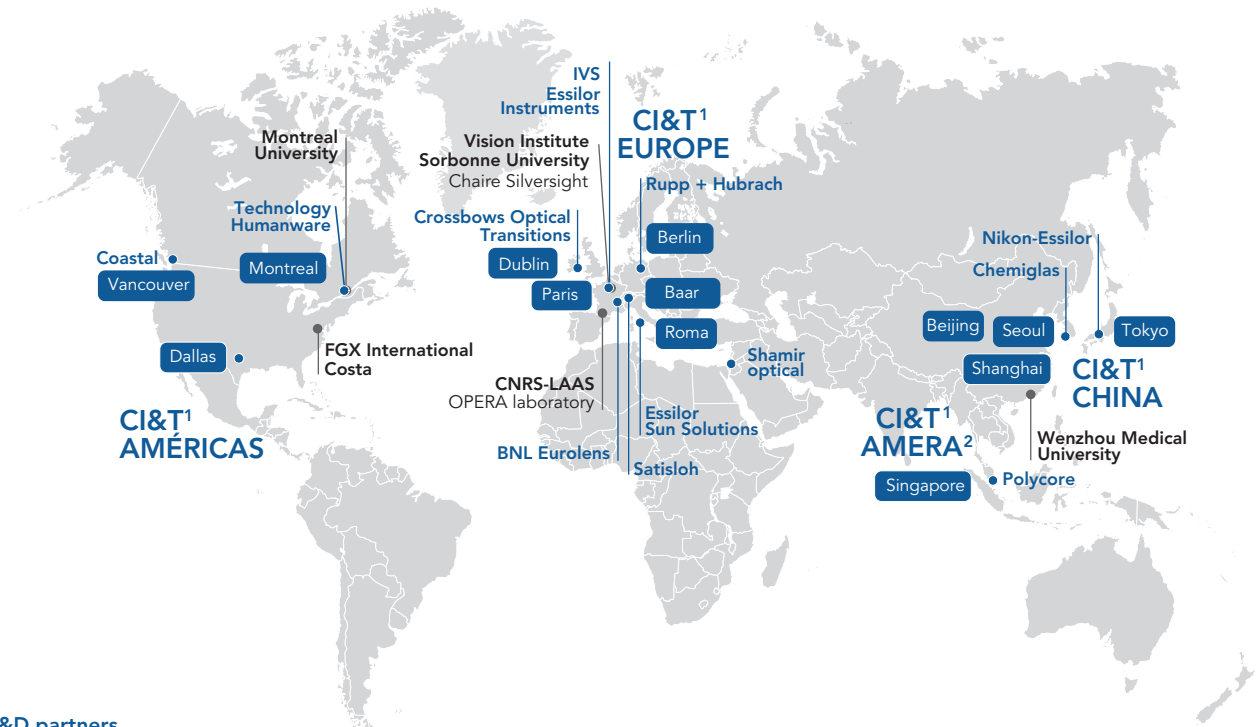 IVS
Essilor
Instruments
CI&T¹
EUROPE
Montreal
University
Vision Institute
Sorbonne University
Chaire Silversight
Rupp + Hubrach
Technology
Humanware
Crossbows Optical
Transitions
Berlin
Nikon-Essilor
Coastal
Vancouver
Montreal
Dublin
Chemiglas
Paris
Baar
Beijing
Seoul
Tokyo
Roma
Dallas
FGX International
Costa
Shamir
optical
Shanghai
CI&T¹
CHINA
CNRS-LAAS
OPERA laboratory
CI&T¹
AMÉRICAS
Essilor
Sun Solutions
CI&T¹
AMERA²
Wenzhou Medical
University
BNL Eurolens
Satisloh
Singapore
Polycore
&D partners